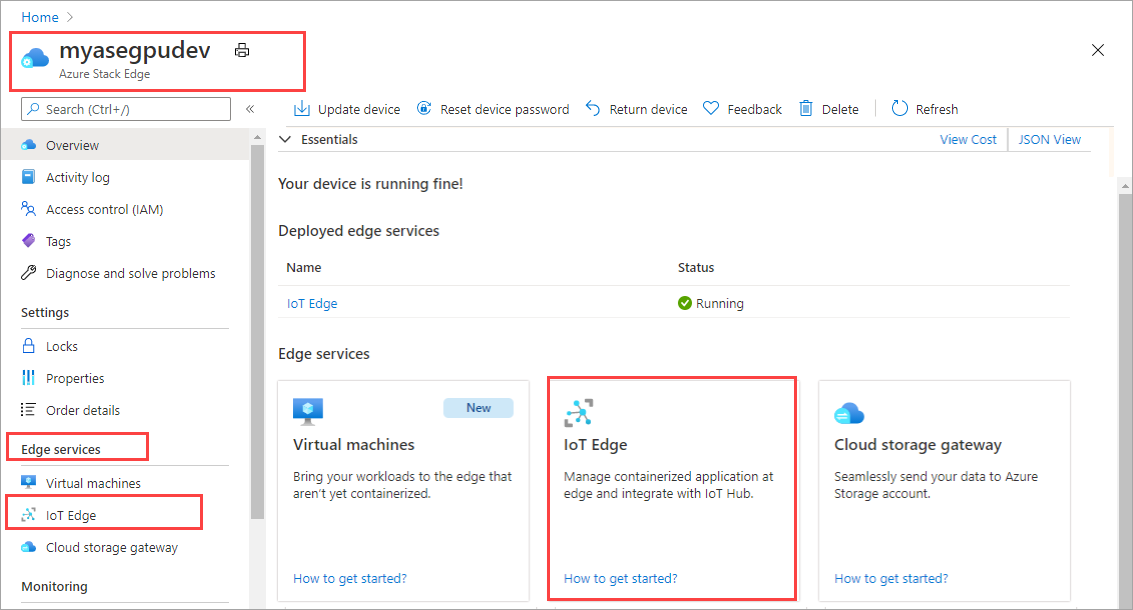 Home
myasegpudev
Azure Stack Edge
Search (Ctrl+/)
Overview
Activity log
Access control (IAM)
Tags
Diagnose and solve problems
Settings
Locks
Properties
Order details
Edge services
Virtual machines
IoT Edge
Cloud storage gateway
Monitoring
Update device Reset device password Return device Feedback Delete Refresh
Essentials View Cost JSON View
Your device is running fine!
Deployed edge services
Name Status
IoT Edge Running
Edge services
New
Virtual machines
Bring your workloads to the edge that
aren't yet containerized.
How to get started?
IoT Edge
Manage containerized application at
edge and integrate with IoT Hub.
How to get started?
Cloud storage gateway
Seamlessly send your data to Azure
Storage account.
How to get started?